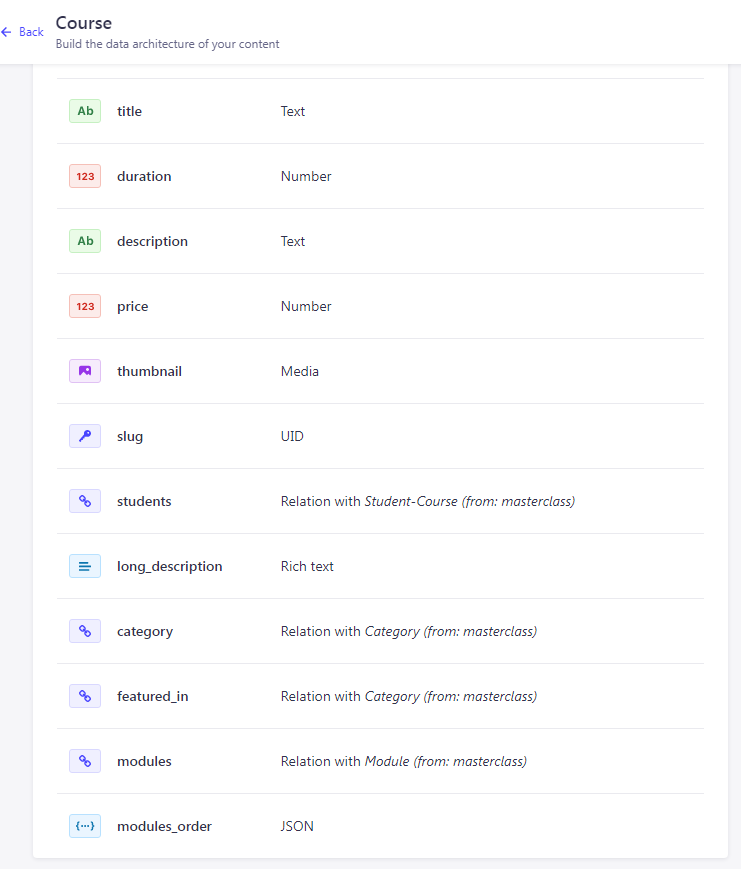 Back
Course
Build the data architecture of your content
Ab title Text
123 duration Number
Ab description Text
123 price Number
thumbnail Media
slug UID
students Relation with Student-Course (from: masterclass)
long_description Rich text
category Relation with Category (from: masterclass)
featured_in Relation with Category (from: masterclass)
modules Relation with Module (from: masterclass)
modules_order JSON